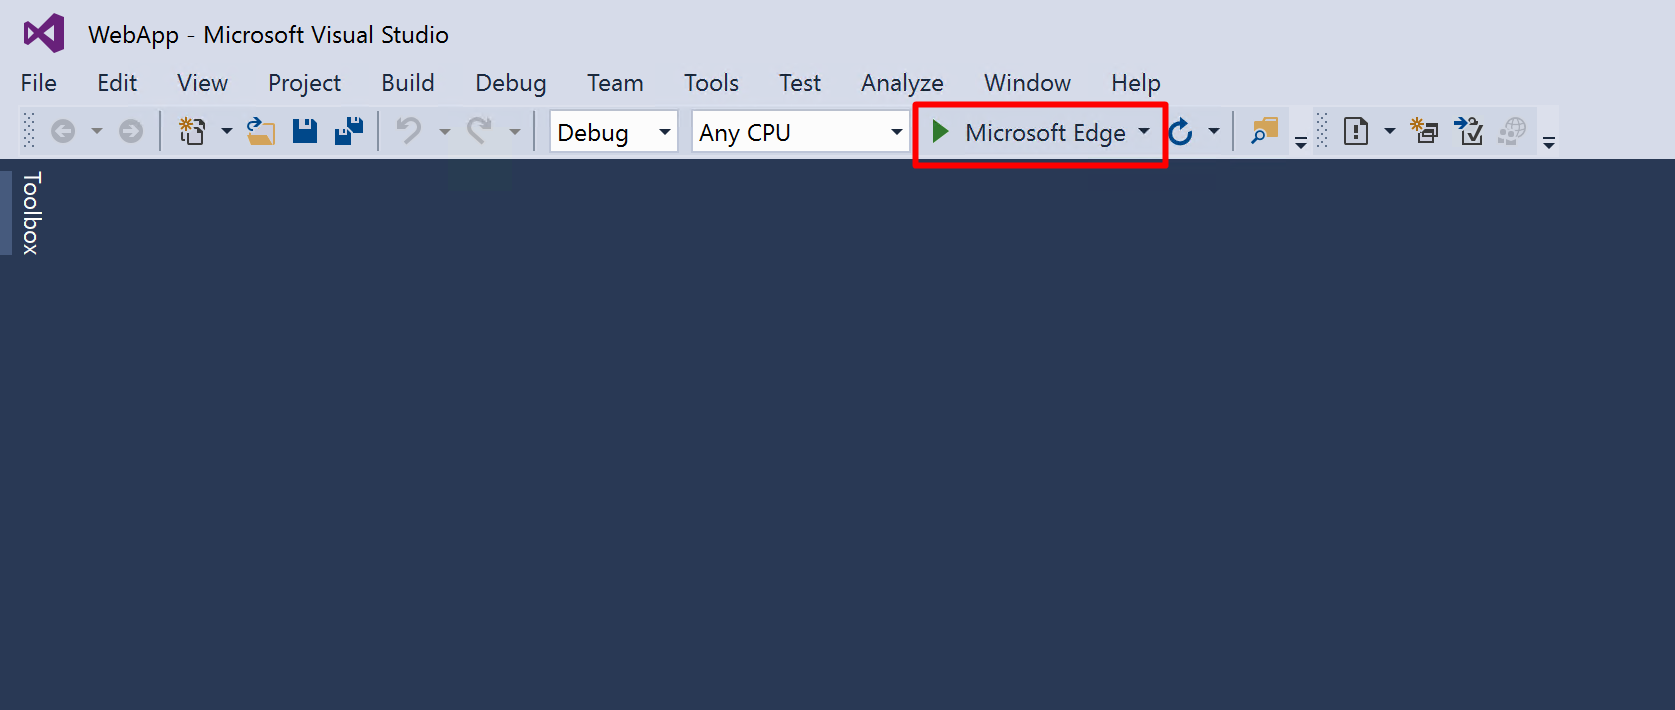 WebApp - Microsoft Visual Studio
File Edit View Project Build Debug Team Tools Test Analyze Window Help
Debug Any CPU Microsoft Edge
Toolbox